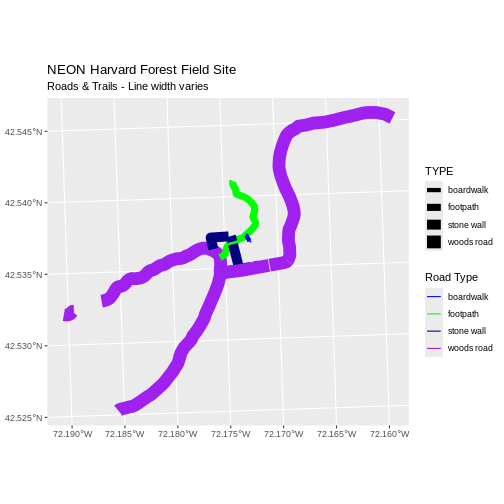 NEON Harvard Forest Field Site
Roads & Trails - Line width varies
42.545°N
42.540°N
42.535°N
42.530°N
42.525°N
72.190°W
72.185°W
72.180°W
72.175°W
72.170°W
72.165°W
72.160°W
TYPE
boardwalk
footpath
stone wall
woods road
Road Type
boardwalk
footpath
stone wall
woods road